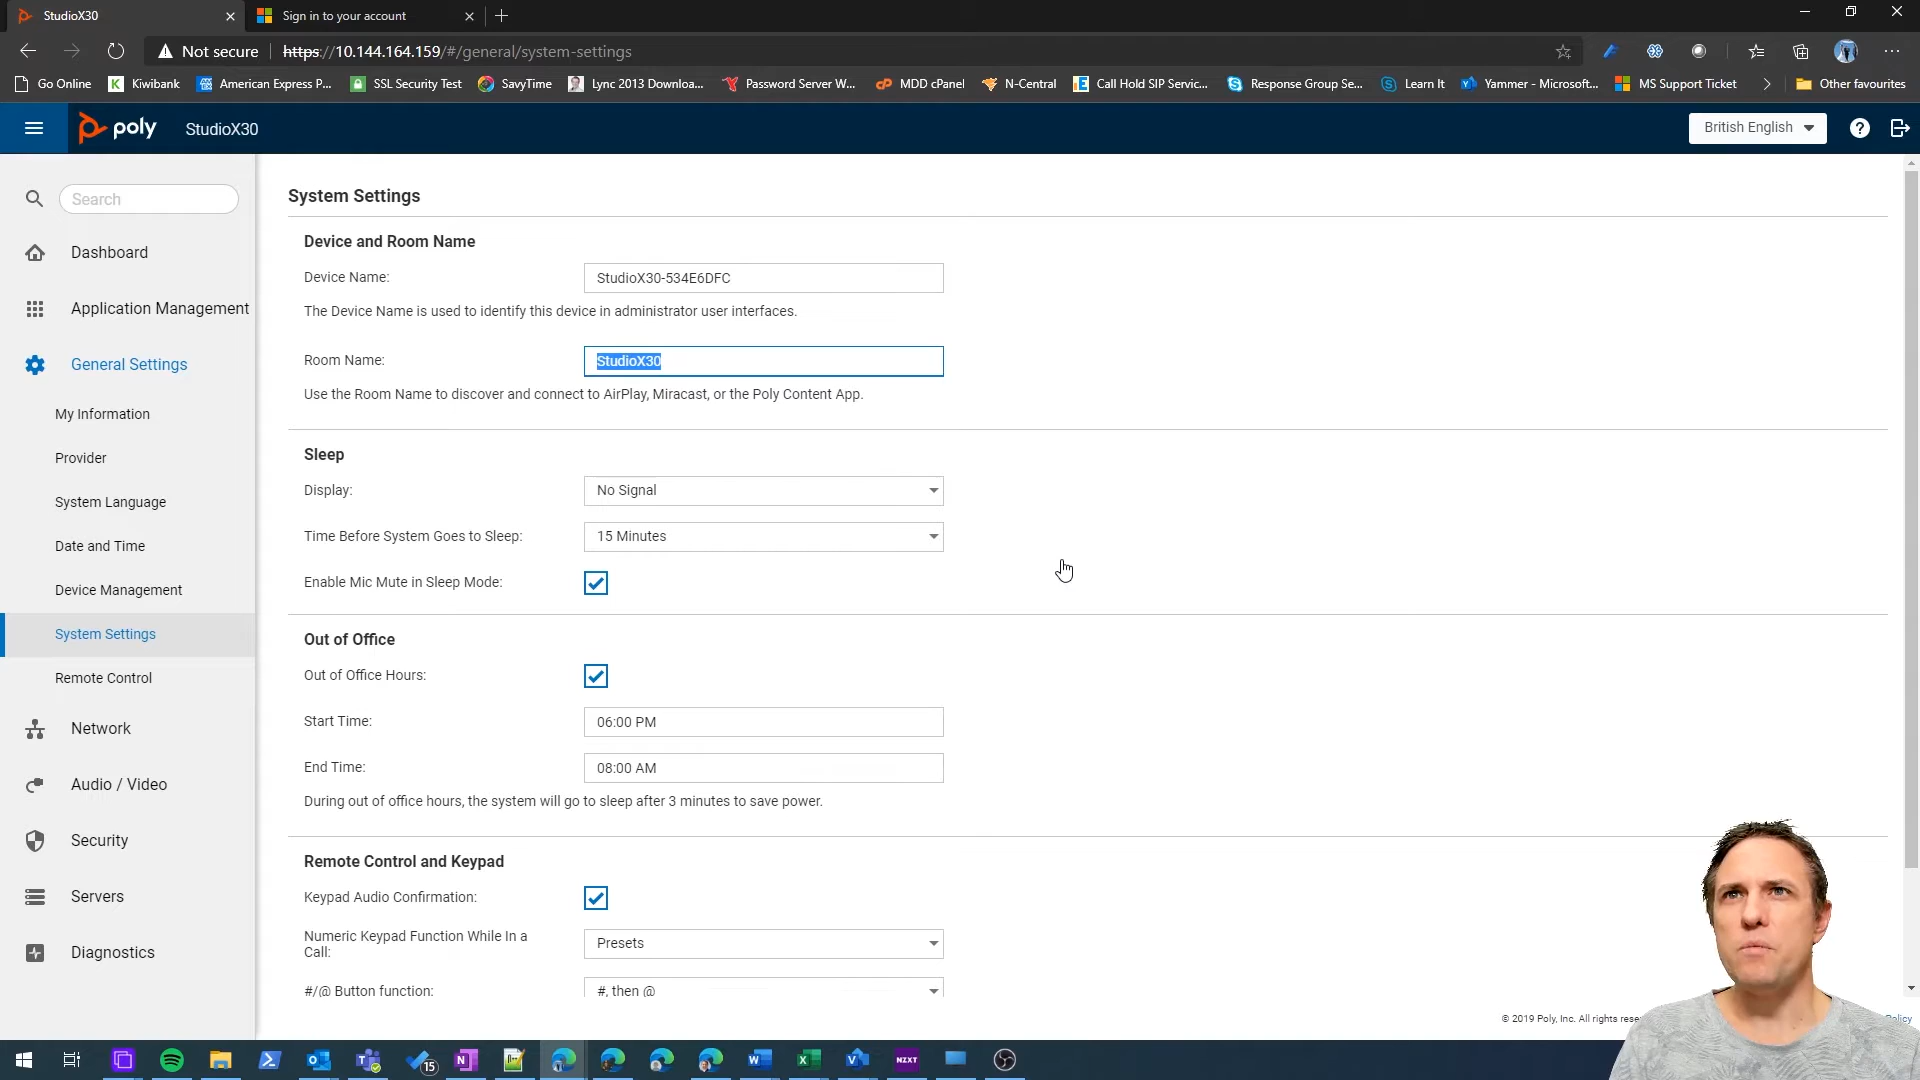 StudioX30
Sign in to your account
Not secure
https://10.144.164.159/#/general/system-settings
Go Online
Kiwibank
American Express P...
SSL Security Test
SavyTime
Lync 2013 Downloa...
Password Server W...
MDD cPanel
N-Central
Call Hold SIP Servic...
Response Group Se...
Learn It
Yammer - Microsoft...
MS Support Ticket
Other favourites
poly
StudioX30
British English
Search
Dashboard
Application Management
General Settings
My Information
Provider
System Language
Date and Time
Device Management
System Settings
Remote Control
Network
Audio / Video
Security
Servers
Diagnostics
System Settings
Device and Room Name
Device Name:
StudioX30-534E6DFC
The Device Name is used to identify this device in administrator user interfaces.
Room Name:
StudioX30
Use the Room Name to discover and connect to AirPlay, Miracast, or the Poly Content App.
Sleep
Display:
No Signal
Time Before System Goes to Sleep:
15 Minutes
Enable Mic Mute in Sleep Mode:
Out of Office
Out of Office Hours:
Start Time:
06:00 PM
End Time:
08:00 AM
During out of office hours, the system will go to sleep after 3 minutes to save power.
Remote Control and Keypad
Keypad Audio Confirmation:
Numeric Keypad Function While In a
Call:
Presets
#/@ Button function:
#, then @
© 2019 Poly, Inc. All rights rese
Policy
15
NZXT